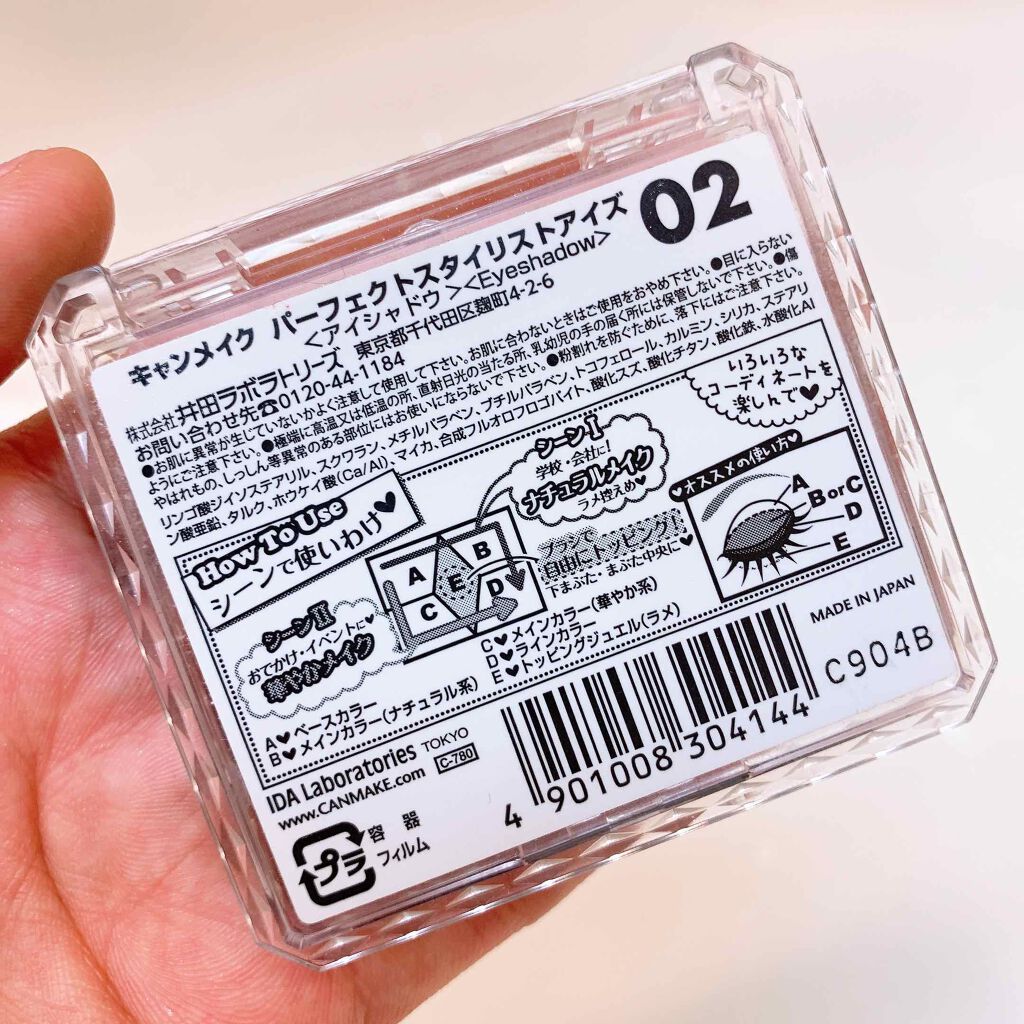 キャンメイク パーフェクトスタイリストアイズ 02
<アイシャドウ><Eyeshadow>
株式会社井田ラボラトリーズ 東京都千代田区麹町4-2-6
お問い合わせ先☎0120-44-1184
●お肌に異常が生じていないかよく注意して使用して下さい。お肌に合わないときはご使用をおやめ下さい。●目に入らない
ようにご注意下さい。●極端に高温又は低温の所、直射日光の当たる所、乳幼児の手の届く所には保管しないで下さい。●傷
やはれもの、しっしん等異常のある部位にはお使いにならないで下さい。●粉割れを防ぐために、落下にはご注意下さい。
リンゴ酸ジイソステアリル、スクワラン、メチルパラベン、ブチルパラベン、トコフェロール、カルミン、シリカ、ステアリ
ン酸亜鉛、タルク、ホウケイ酸(Ca/Al)、マイカ、合成フルオロフロゴパイト、酸化スズ、酸化チタン、酸化鉄、水酸化Al
How To Use
シーンで使いわけ♥
シーンⅠ
学校・会社に!
ナチュラルメイク
ラメ控えめ♡
いろいろな
コーディネートを
楽しんで♥
シーンⅡ
おでかけ・イベントに♥
華やかメイク
A
B
C
D
E
ブラシで
自由にトッピング!
下まぶた・まぶた中央に♥
♥オススメの使い方♥
A
B or C
D
E
A♥ベースカラー
B♥メインカラー(ナチュラル系)
C♥メインカラー(華やか系)
D♥ラインカラー
E♥トッピングジュエル(ラメ)
IDA Laboratories TOKYO
www.CANMAKE.com C-780
プラ
容器
フィルム
4 901008 304144
MADE IN JAPAN
C904B